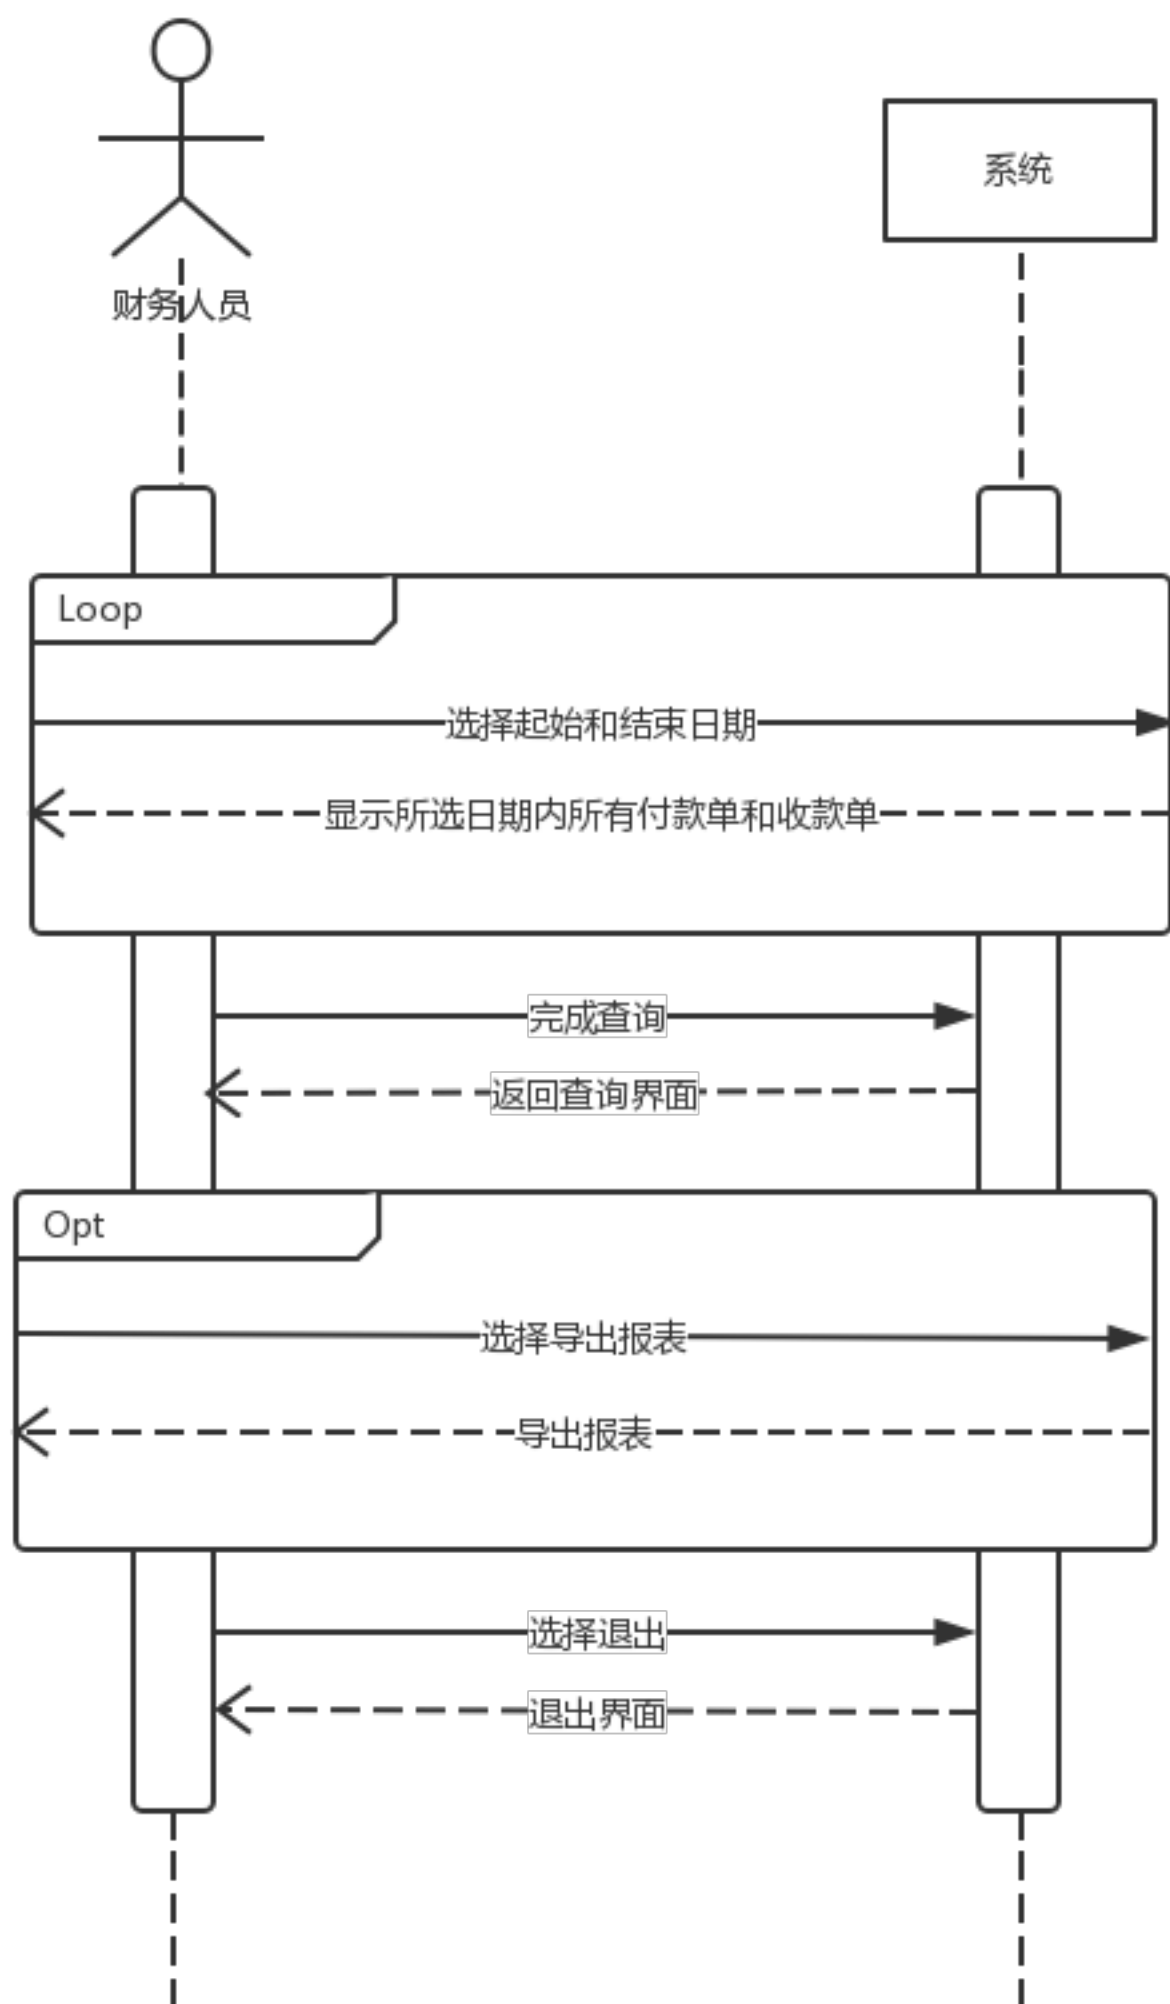 系统
财务人员
Loop
选择起始和结束日期
显示所选日期内所有付款单和收款单
完成查询
返回查询界面
Opt
选择导出报表
导出报表
选择退出
退出界面